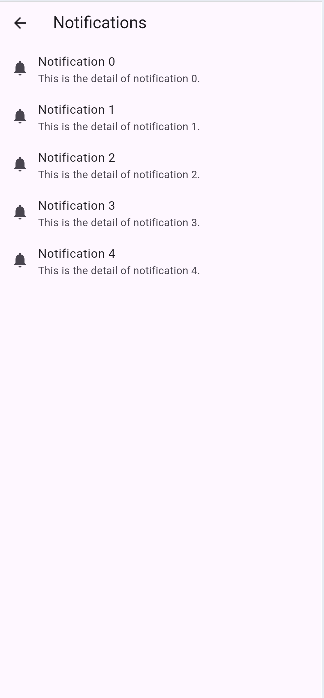 Notifications
Notification 0
This is the detail of notification 0.
Notification 1
This is the detail of notification 1.
Notification 2
This is the detail of notification 2.
Notification 3
This is the detail of notification 3.
Notification 4
This is the detail of notification 4.